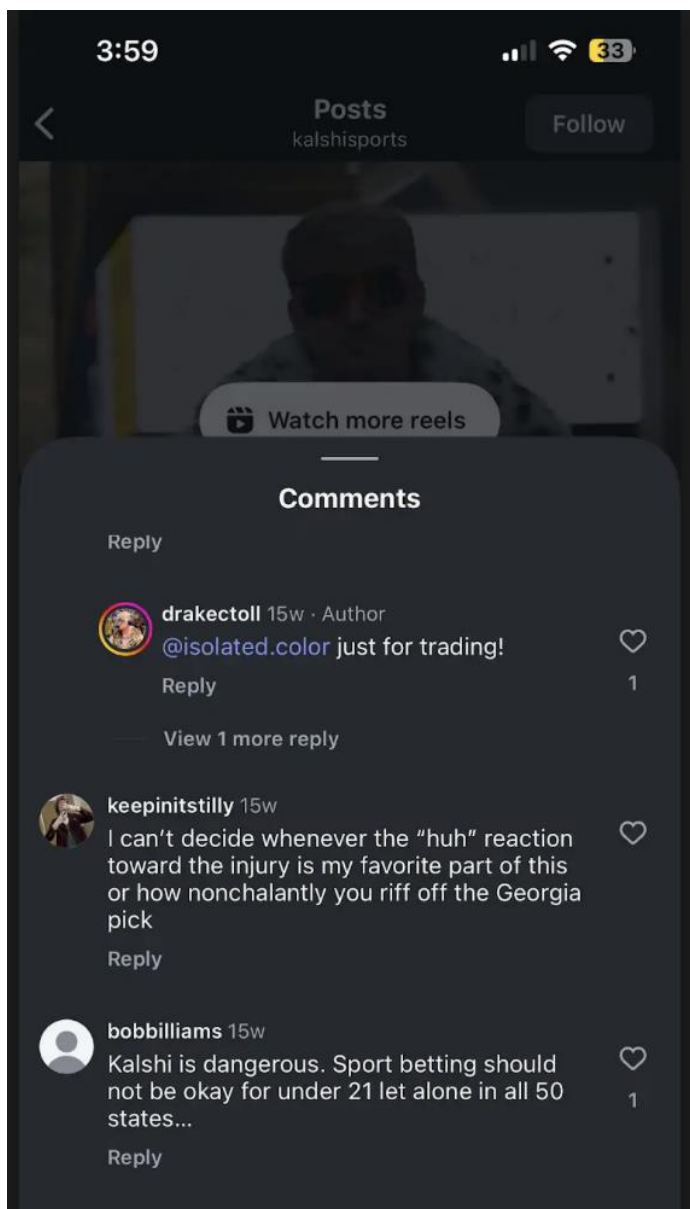 3:59
33
Posts
kalshisports
Follow
Watch more reels
Comments
Reply
drakectoll 15w · Author
@isolated.color just for trading!
Reply
1
View 1 more reply
keepinitstilly 15w
I can’t decide whenever the “huh” reaction
toward the injury is my favorite part of this
or how nonchalantly you riff off the Georgia
pick
Reply
bobbilliams 15w
Kalshi is dangerous. Sport betting should
not be okay for under 21 let alone in all 50
states...
1
Reply